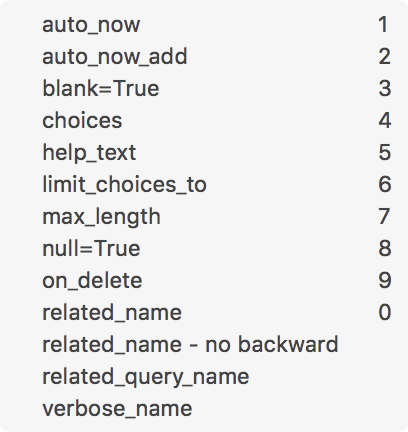 auto_now 1
auto_now_add 2
blank=True 3
choices 4
help_text 5
limit_choices_to 6
max_length 7
null=True 8
on_delete 9
related_name 0
related_name - no backward
related_query_name
verbose_name